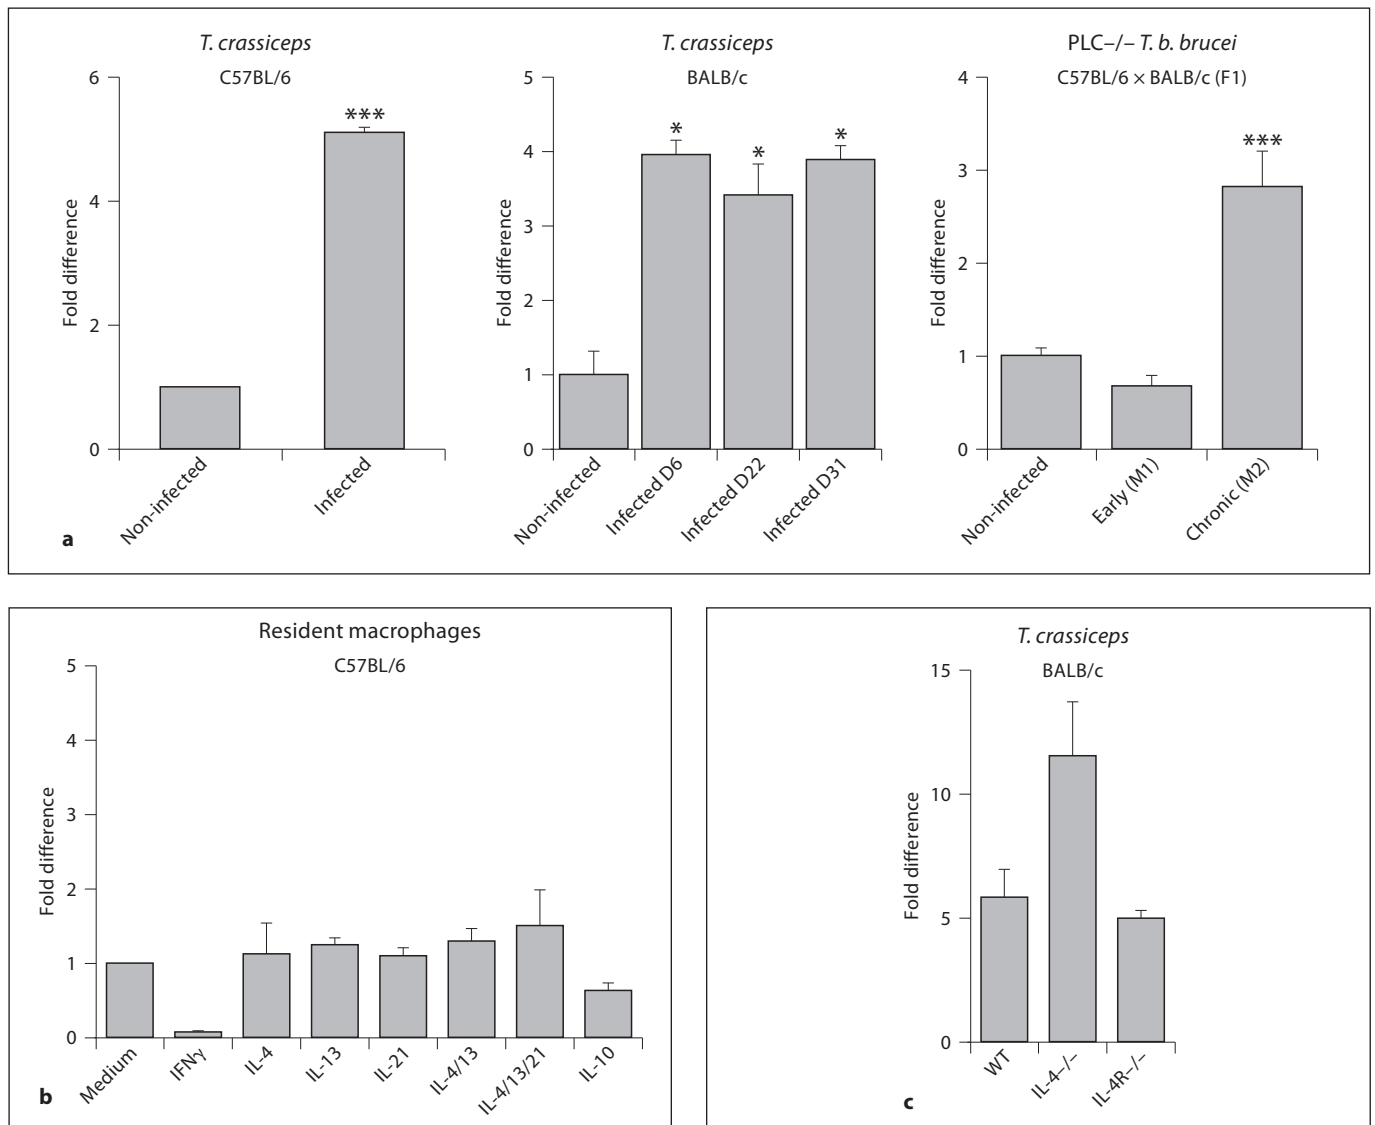 T. crassiceps
C57BL/6
Fold difference
6
4
2
0
***
Non-infected
Infected
T. crassiceps
BALB/c
Fold difference
5
4
3
2
1
0
*
*
*
Non-infected
Infected D6
Infected D22
Infected D31
PLC–/– T. b. brucei
C57BL/6 × BALB/c (F1)
Fold difference
4
3
2
1
0
***
Non-infected
Early (M1)
Chronic (M2)
a
Resident macrophages
C57BL/6
Fold difference
5
4
3
2
1
0
Medium
IFNγ
IL-4
IL-13
IL-21
IL-4/13
IL-4/13/21
IL-10
b
T. crassiceps
BALB/c
Fold difference
15
10
5
0
WT
IL-4–/–
IL-4R–/–
c